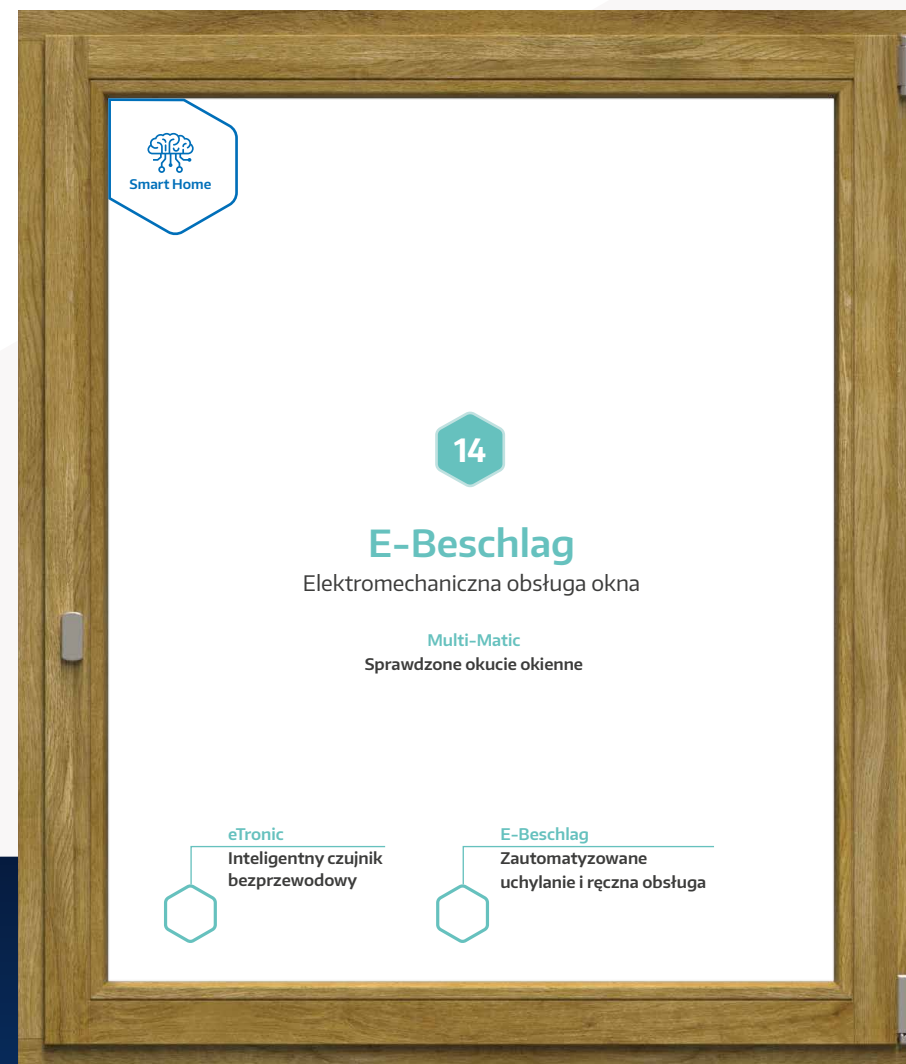 Smart Home
14
E-Beschlag
Elektromechaniczna obsługa okna
Multi-Matic
Sprawdzone okucie okienne
eTronic
Inteligentny czujnik
bezprzewodowy
E-Beschlag
Zautomatyzowane
uchylanie i ręczna obsługa